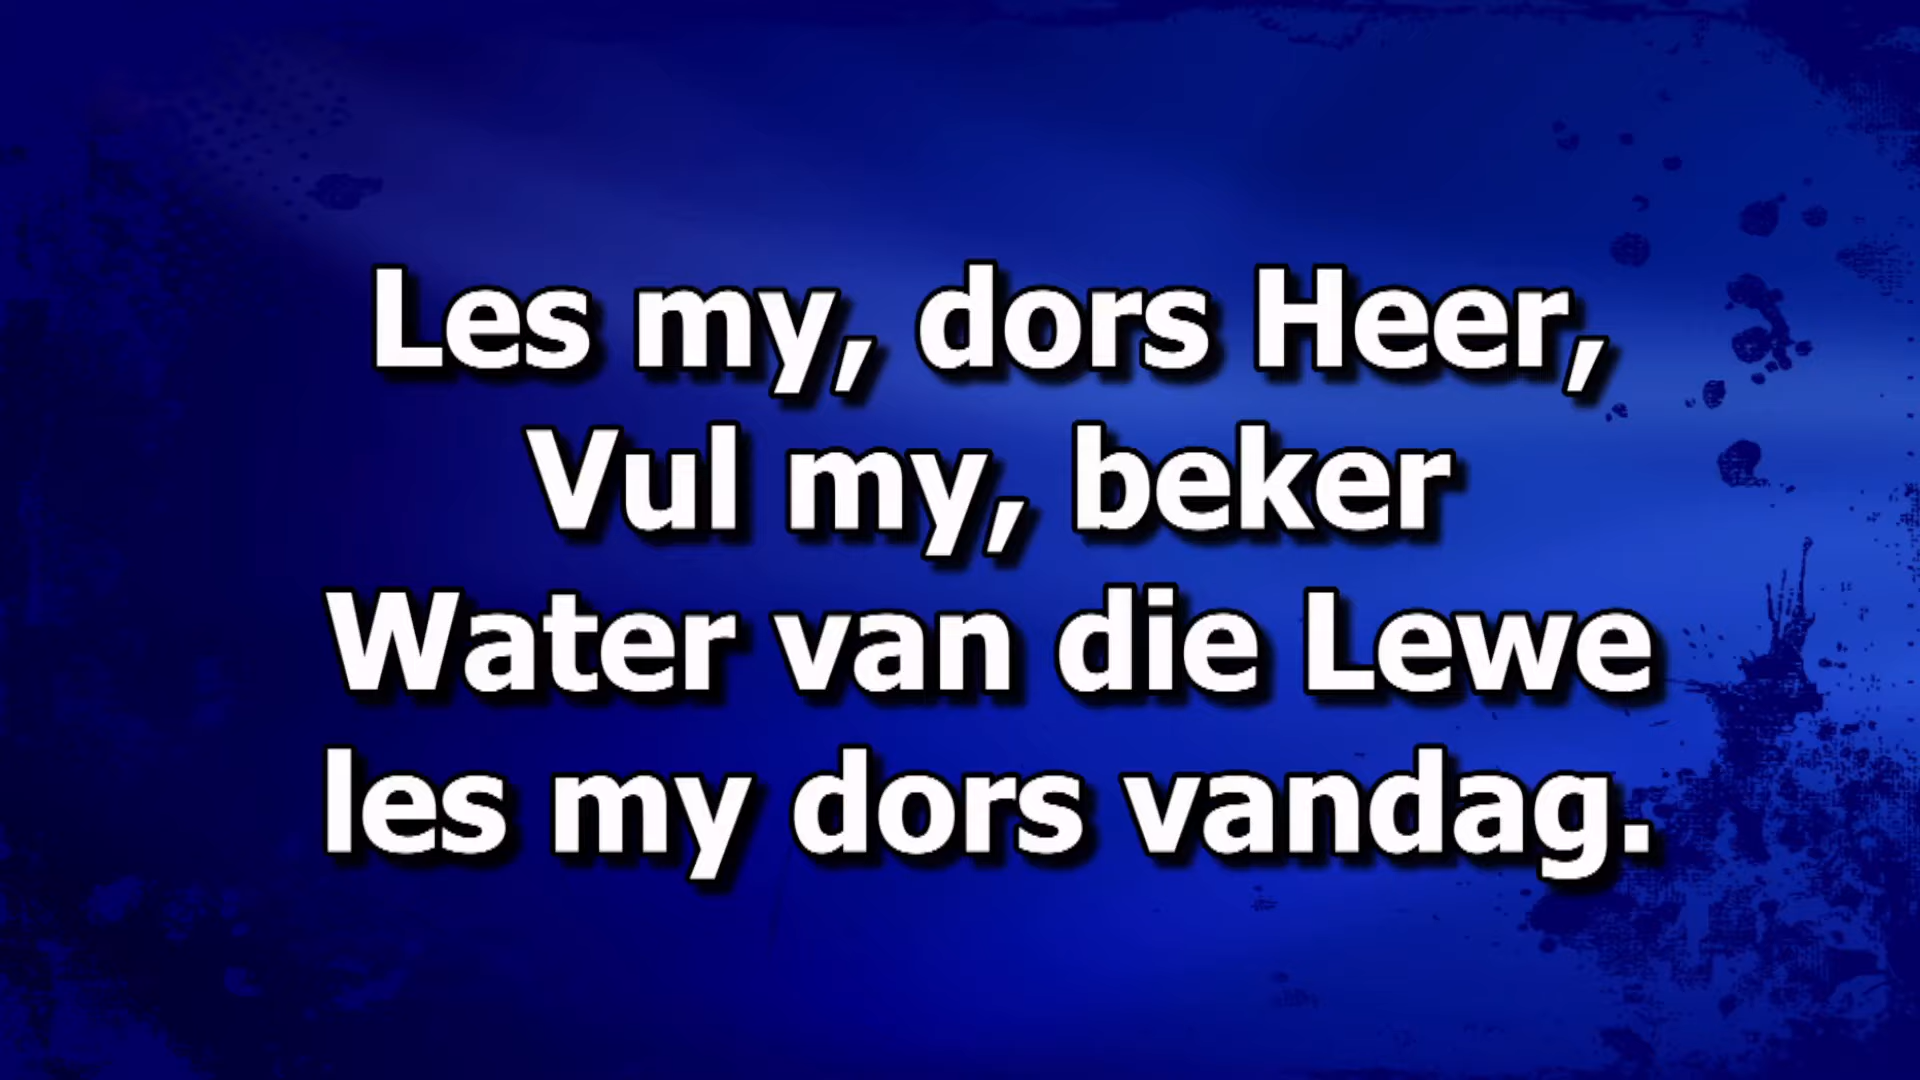 Les my, dors Heer,
Vul my, beker
Water van die Lewe
les my dors vandag.